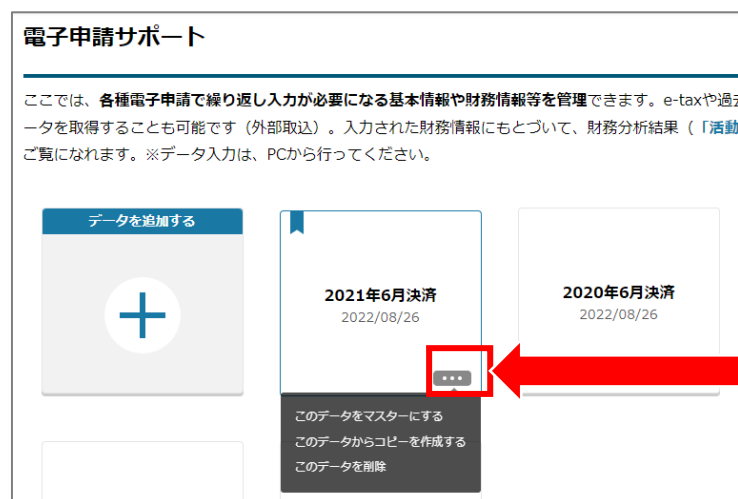 電子申請サポート
ここでは、各種電子申請で繰り返し入力が必要になる基本情報や財務情報等を管理できます。e-taxや過
ータを取得することも可能です（外部取込）。入力された財務情報にもとづいて、財務分析結果（「活動
ご覧になれます。※データ入力は、PCから行ってください。
データを追加する
2021年6月決済
2022/08/26
2020年6月決済
2022/08/26
このデータをマスターにする
このデータからコピーを作成する
このデータを削除